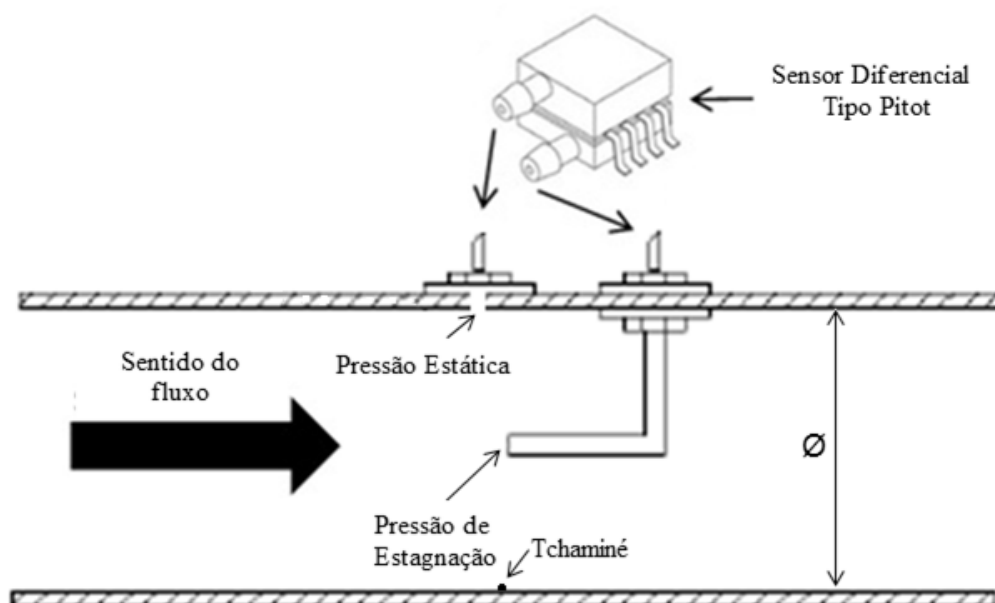 Sensor Diferencial
Tipo Pitot
Pressão Estática
Sentido do
fluxo
Ø
Pressão de
Estagnação
Tchaminé